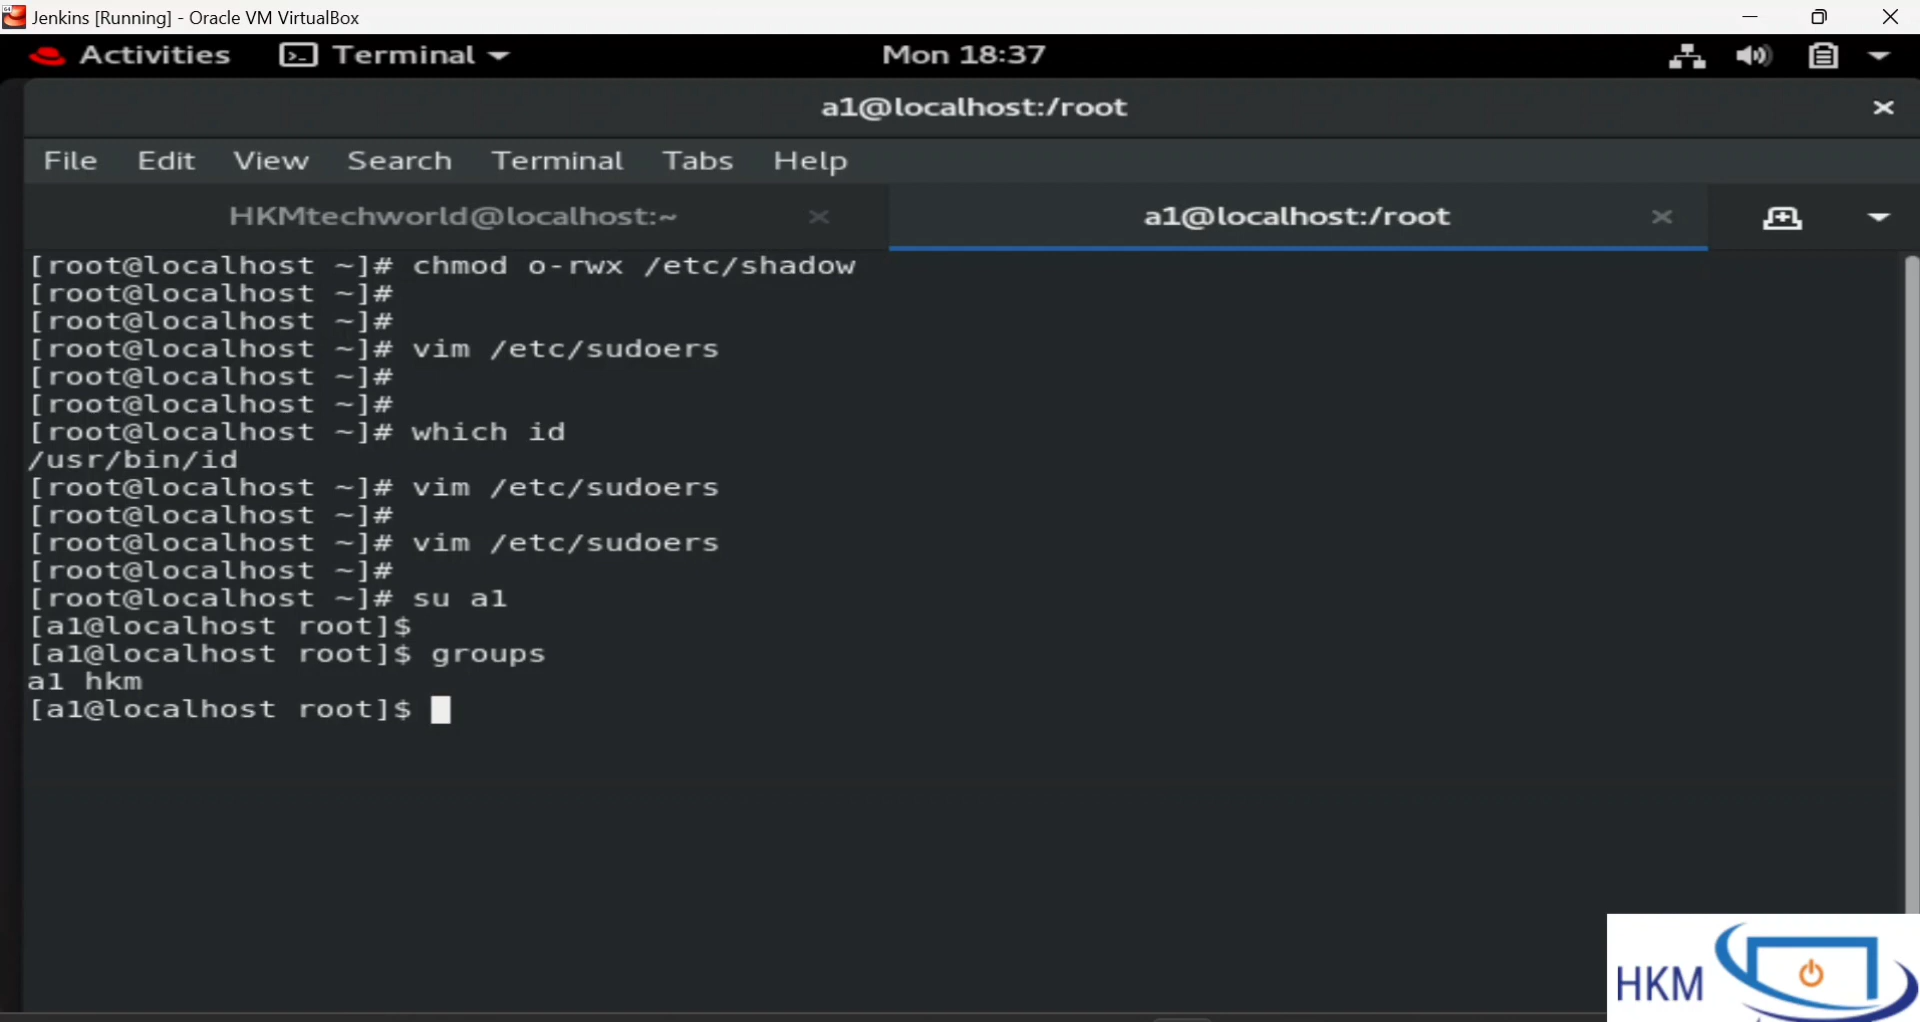 Jenkins [Running] - Oracle VM VirtualBox
Activities Terminal Mon 18:37
a1@localhost:/root
File Edit View Search Terminal Tabs Help
HKMtechworld@localhost:~ a1@localhost:/root
[root@localhost ~]# chmod o-rwx /etc/shadow
[root@localhost ~]#
[root@localhost ~]#
[root@localhost ~]# vim /etc/sudoers
[root@localhost ~]#
[root@localhost ~]#
[root@localhost ~]# which id
/usr/bin/id
[root@localhost ~]# vim /etc/sudoers
[root@localhost ~]#
[root@localhost ~]# vim /etc/sudoers
[root@localhost ~]#
[root@localhost ~]# su a1
[a1@localhost root]$
[a1@localhost root]$ groups
a1 hkm
[a1@localhost root]$
HKM